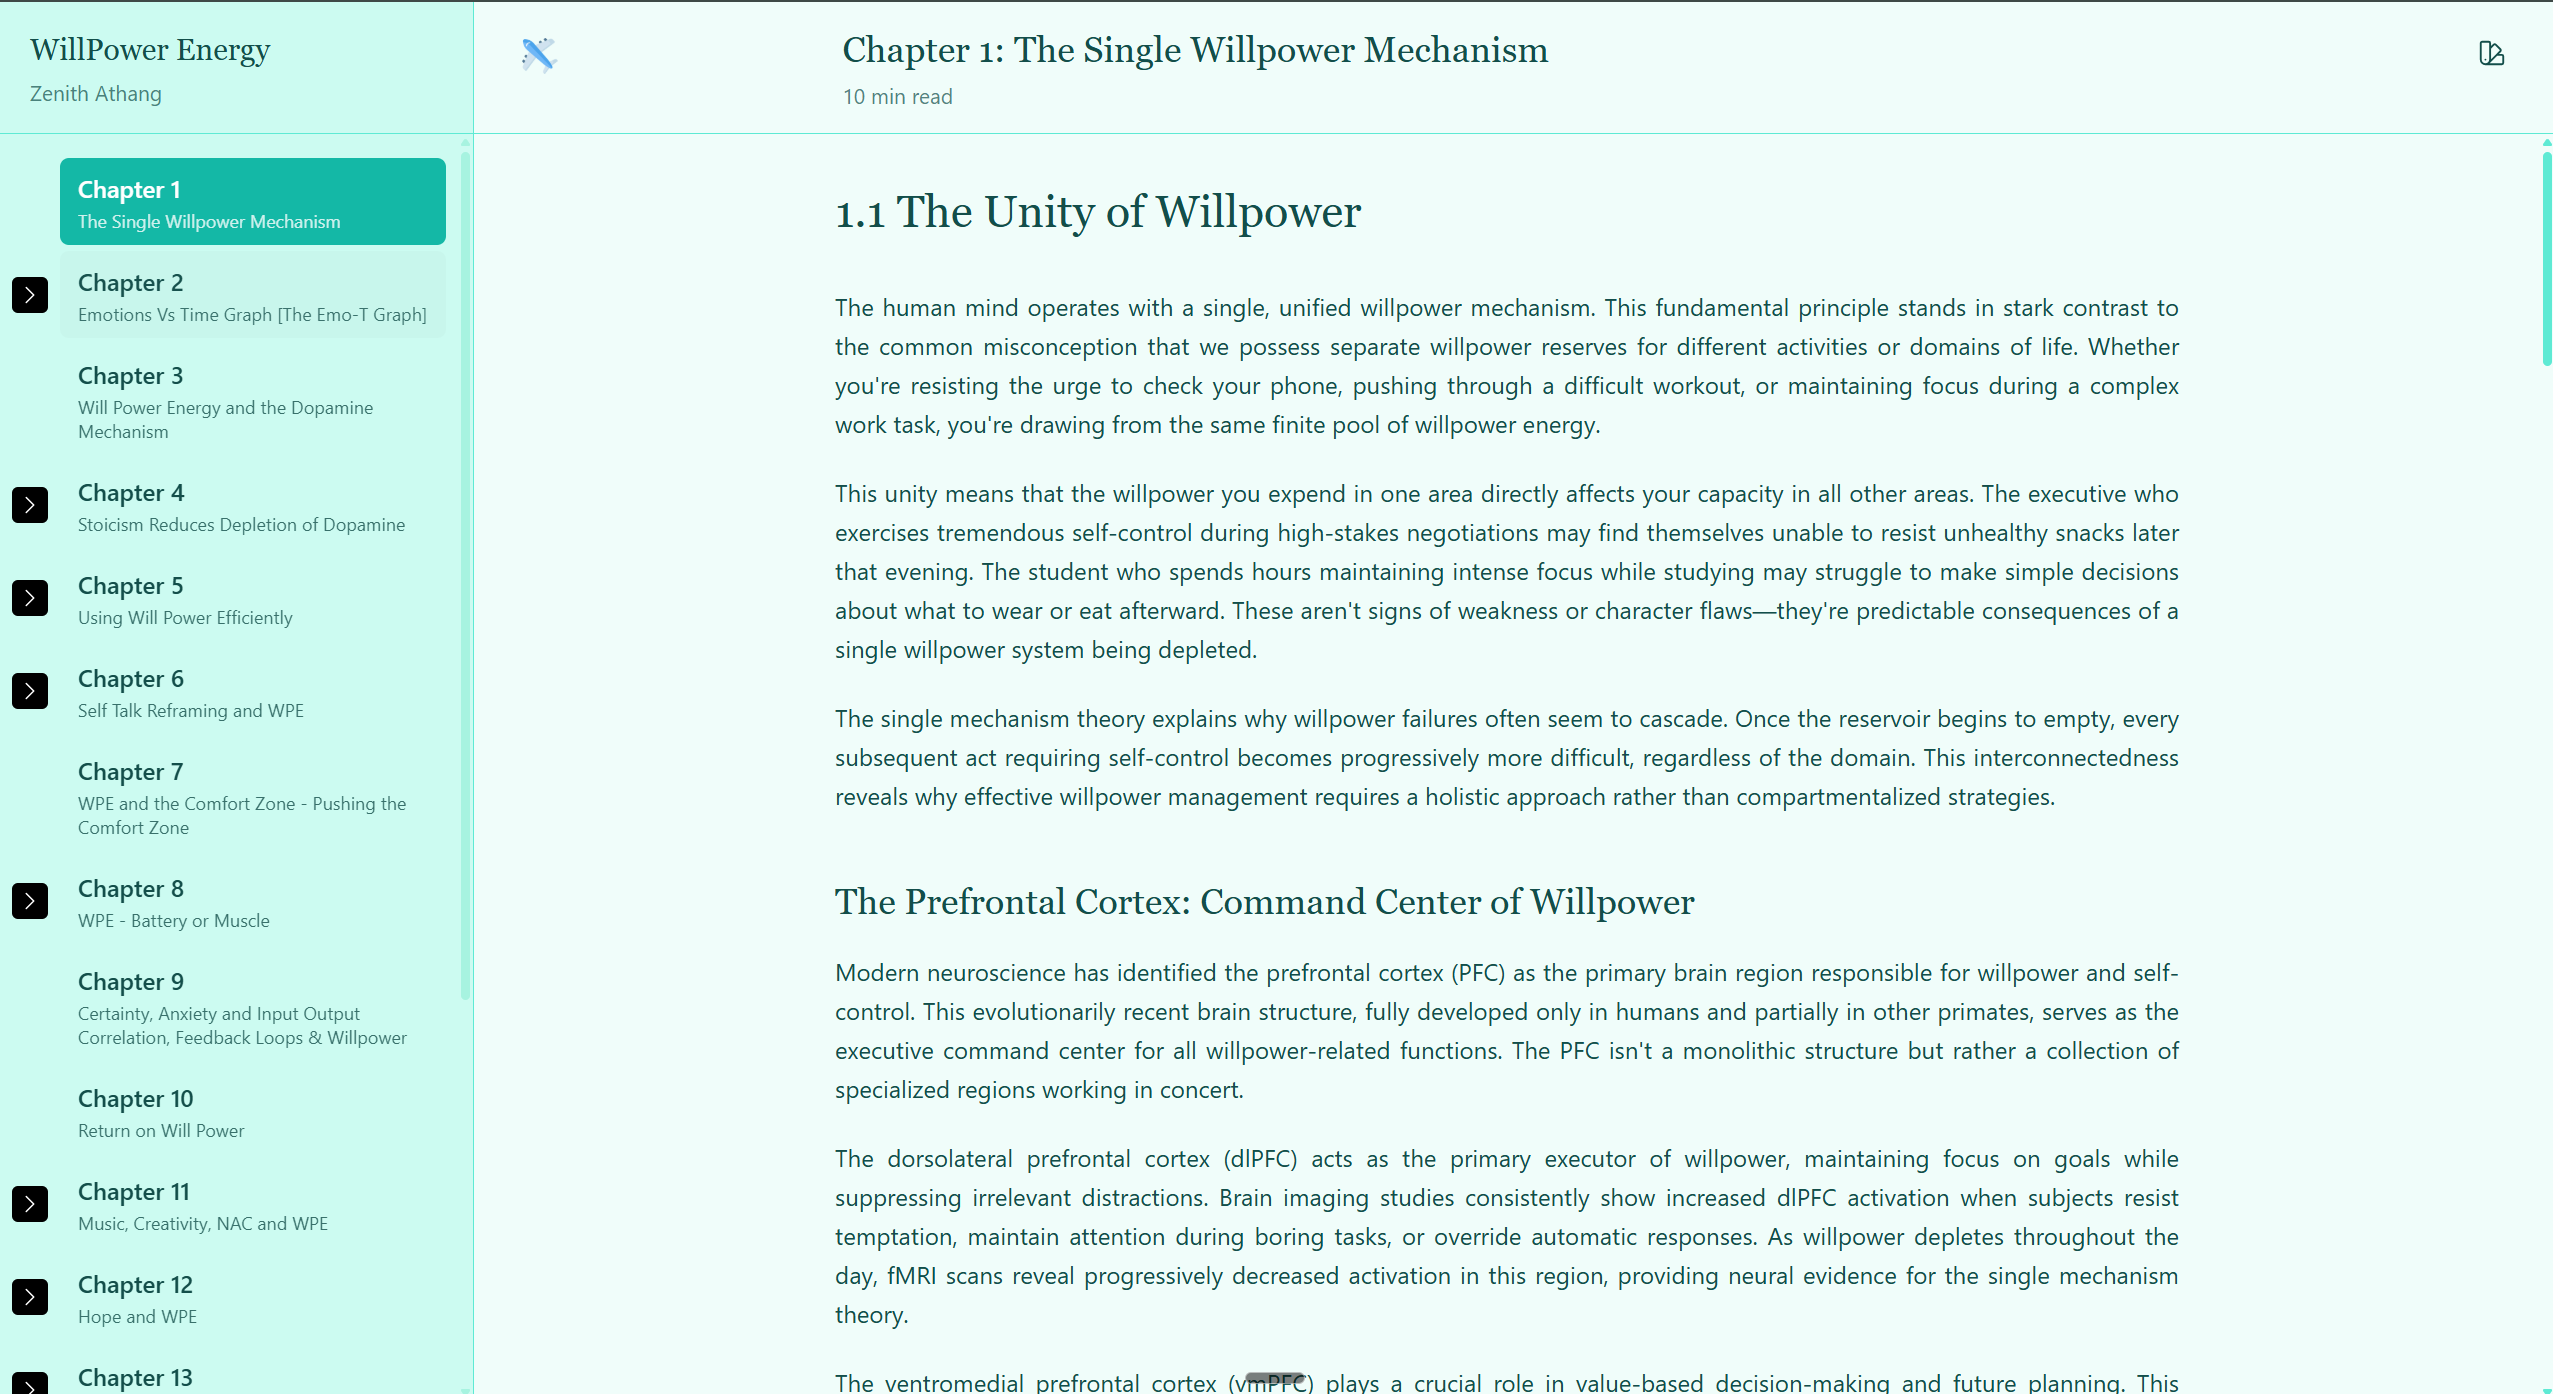 WillPower Energy
Zenith Athang
Chapter 1
The Single Willpower Mechanism
Chapter 2
Emotions Vs Time Graph [The Emo-T Graph]
Chapter 3
Will Power Energy and the Dopamine
Mechanism
Chapter 4
Stoicism Reduces Depletion of Dopamine
Chapter 5
Using Will Power Efficiently
Chapter 6
Self Talk Reframing and WPE
Chapter 7
WPE and the Comfort Zone - Pushing the
Comfort Zone
Chapter 8
WPE - Battery or Muscle
Chapter 9
Certainty, Anxiety and Input Output
Correlation, Feedback Loops & Willpower
Chapter 10
Return on Will Power
Chapter 11
Music, Creativity, NAC and WPE
Chapter 12
Hope and WPE
Chapter 13
Chapter 1: The Single Willpower Mechanism
10 min read
1.1 The Unity of Willpower
The human mind operates with a single, unified willpower mechanism. This fundamental principle stands in stark contrast to
the common misconception that we possess separate willpower reserves for different activities or domains of life. Whether
you're resisting the urge to check your phone, pushing through a difficult workout, or maintaining focus during a complex
work task, you're drawing from the same finite pool of willpower energy.
This unity means that the willpower you expend in one area directly affects your capacity in all other areas. The executive who
exercises tremendous self-control during high-stakes negotiations may find themselves unable to resist unhealthy snacks later
that evening. The student who spends hours maintaining intense focus while studying may struggle to make simple decisions
about what to wear or eat afterward. These aren't signs of weakness or character flaws—they're predictable consequences of a
single willpower system being depleted.
The single mechanism theory explains why willpower failures often seem to cascade. Once the reservoir begins to empty, every
subsequent act requiring self-control becomes progressively more difficult, regardless of the domain. This interconnectedness
reveals why effective willpower management requires a holistic approach rather than compartmentalized strategies.
The Prefrontal Cortex: Command Center of Willpower
Modern neuroscience has identified the prefrontal cortex (PFC) as the primary brain region responsible for willpower and self-
control. This evolutionarily recent brain structure, fully developed only in humans and partially in other primates, serves as the
executive command center for all willpower-related functions. The PFC isn't a monolithic structure but rather a collection of
specialized regions working in concert.
The dorsolateral prefrontal cortex (dlPFC) acts as the primary executor of willpower, maintaining focus on goals while
suppressing irrelevant distractions. Brain imaging studies consistently show increased dlPFC activation when subjects resist
temptation, maintain attention during boring tasks, or override automatic responses. As willpower depletes throughout the
day, fMRI scans reveal progressively decreased activation in this region, providing neural evidence for the single mechanism
theory.
The ventromedial prefrontal cortex (vmPFC) plays a crucial role in value-based decision-making and future planning. This